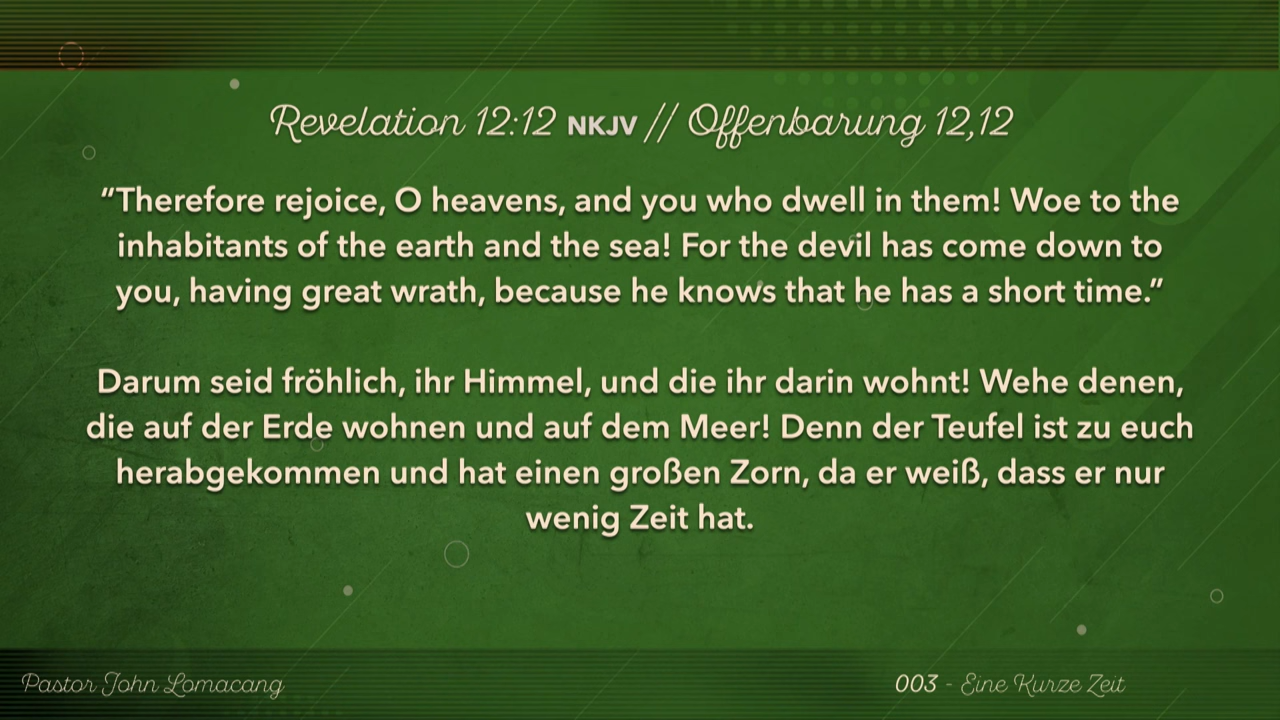 Revelation 12:12 NKJV // Offenbarung 12,12
“Therefore rejoice, O heavens, and you who dwell in them! Woe to the
inhabitants of the earth and the sea! For the devil has come down to
you, having great wrath, because he knows that he has a short time.”
Darum seid fröhlich, ihr Himmel, und die ihr darin wohnt! Wehe denen,
die auf der Erde wohnen und auf dem Meer! Denn der Teufel ist zu euch
herabgekommen und hat einen großen Zorn, da er weiß, dass er nur
wenig Zeit hat.
Pastor John Lomacang
003 - Eine Kurze Zeit